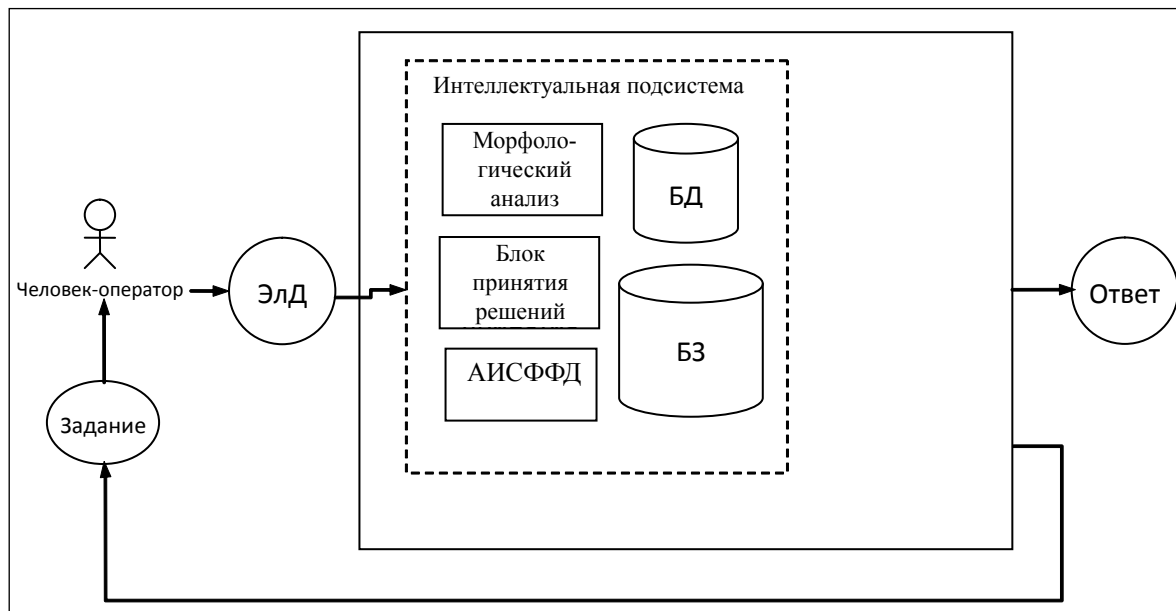 Интеллектуальная подсистема
Морфоло-
гический
анализ
БД
Блок
принятия
решений
БЗ
АИСФФД
Человек-оператор
ЭлД
Ответ
Задание